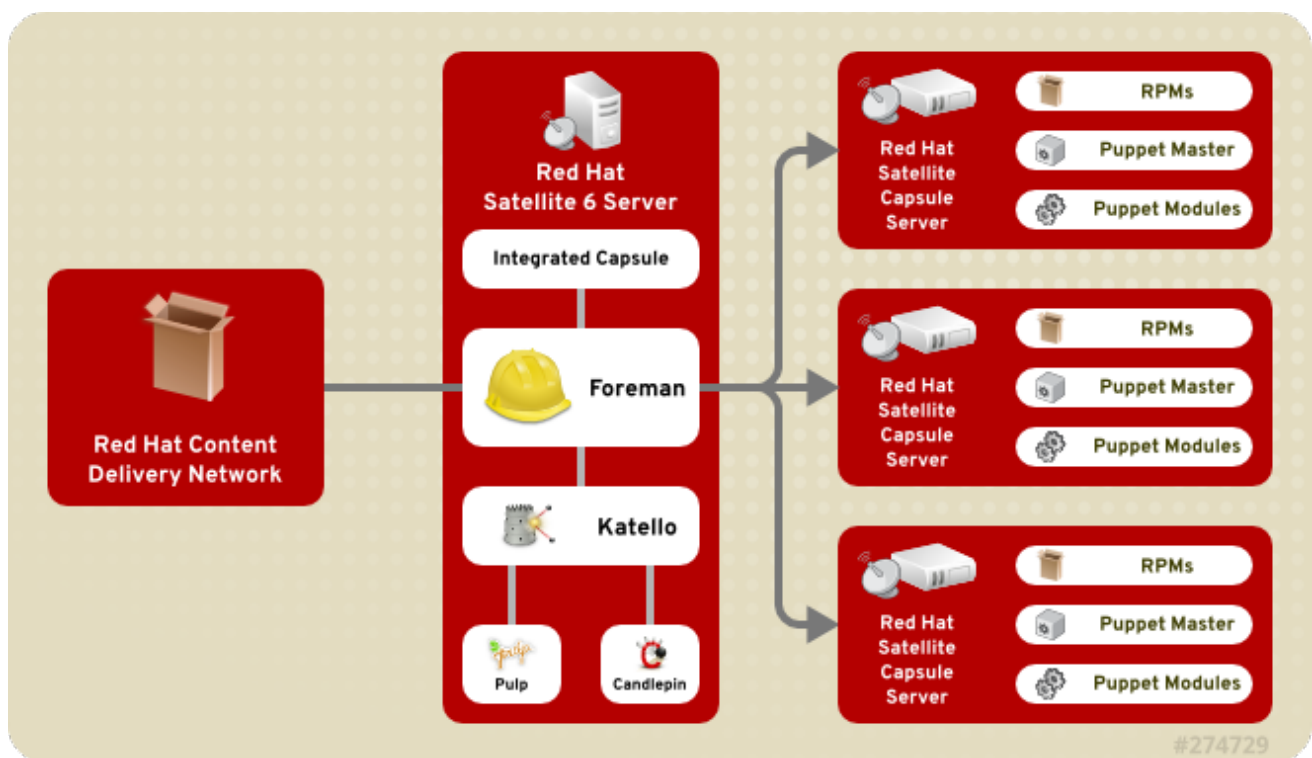 Red Hat Content
Delivery Network
Red Hat
Satellite 6 Server
Integrated Capsule
Foreman
Katello
Pulp
Candlepin
Red Hat
Satellite
Capsule
Server
RPMs
Puppet Master
Puppet Modules
Red Hat
Satellite
Capsule
Server
RPMs
Puppet Master
Puppet Modules
Red Hat
Satellite
Capsule
Server
RPMs
Puppet Master
Puppet Modules
#274729